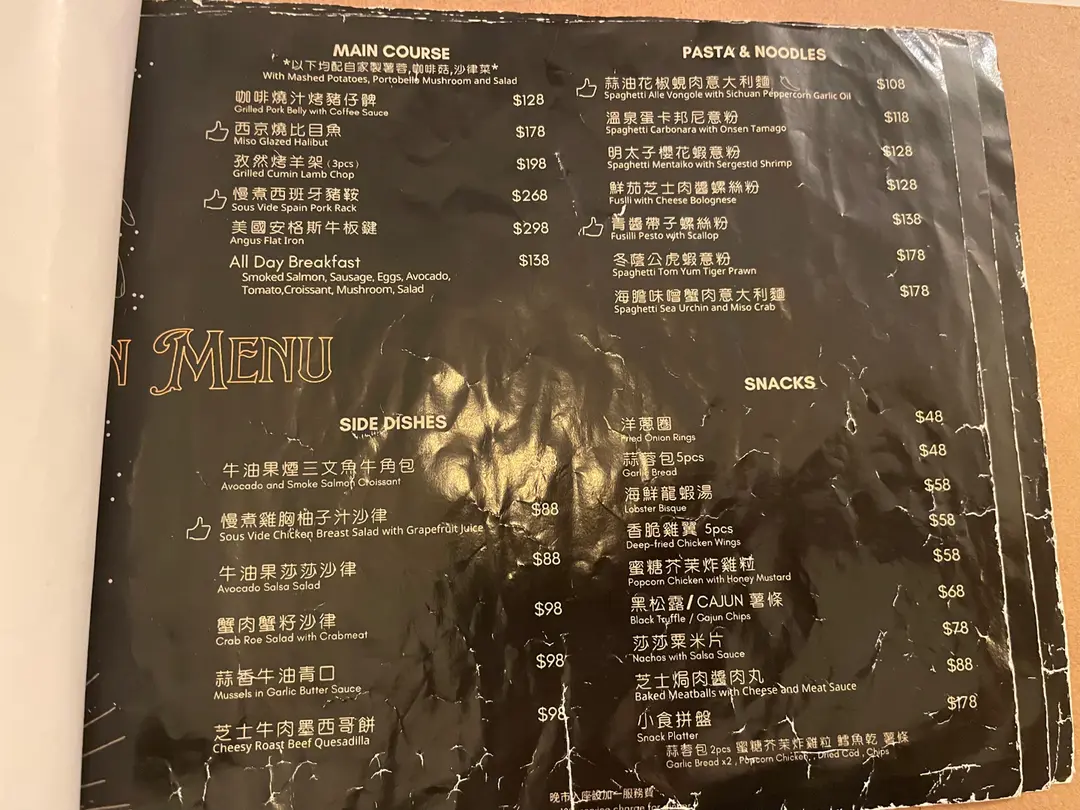 MAIN COURSE
*以下均配自家製薯蓉,咖啡菇,沙律菜*
With Mashed Potatoes, Portobello Mushroom and Salad
咖啡燒汁烤豬仔髀 $128
Grilled Pork Belly with Coffee Sauce
西京燒比目魚 $178
Miso Glazed Halibut
孜然烤羊架 (3pcs) $198
Grilled Cumin Lamb Chop
慢煮西班牙豬鞍 $268
Sous Vide Spain Pork Rack
美國安格斯牛板鍵 $298
Angus Flat Iron
All Day Breakfast $138
Smoked Salmon, Sausage, Eggs, Avocado,
Tomato,Croissant, Mushroom, Salad
PASTA & NOODLES
蒜油花椒蜆肉意大利麵 $108
Spaghetti Alle Vongole with Sichuan Peppercorn Garlic Oil
溫泉蛋卡邦尼意粉 $118
Spaghetti Carbonara with Onsen Tamago
明太子櫻花蝦意粉 $128
Spaghetti Mentaiko with Sergestid Shrimp
鮮茄芝士肉醬螺絲粉 $128
Fusili with Cheese Bolognese
青醬帶子螺絲粉 $138
Fusilli Pesto with Scallop
冬蔭公虎蝦意粉 $178
Spaghetti Tom Yum Tiger Prawn
海膽味噌蟹肉意大利麵 $178
Spaghetti Sea Urchin and Miso Crab
N MENU
SIDE DISHES
牛油果煙三文魚牛角包
Avocado and Smoke Salmon Croissant
$88
慢煮雞胸柚子汁沙律
Sous Vide Chicken Breast Salad with Grapefruit Juice
$88
牛油果莎莎沙律
Avocado Salsa Salad
$98
蟹肉蟹籽沙律
Crab Roe Salad with Crabmeat
$98
蒜香牛油青口
Mussels in Garlic Butter Sauce
$98
芝士牛肉墨西哥餅
Cheesy Roast Beef Quesadilla
SNACKS
洋蔥圈 $48
Fried Onion Rings
蒜蓉包5pcs $48
Garlic Bread
海鮮龍蝦湯 $58
Lobster Bisque
香脆雞翼 5pcs $58
Deep-fried Chicken Wings
蜜糖芥茉炸雞粒 $58
Popcorn Chicken with Honey Mustard
黑松露/CAJUN 薯條 $68
Black Truffle / Cajun Chips
莎莎粟米片 $78
Nachos with Salsa Sauce
芝士焗肉醬肉丸 $88
Baked Meatballs with Cheese and Meat Sauce
小食拼盤 $178
Snack Platter
蒜蓉包 2pcs 蜜糖芥茉炸雞粒 鱈魚乾 薯條
Garlic Bread x2 , Popcorn Chicken, , Dried Cod , Chips
晚市入座設加一服務費
charge for